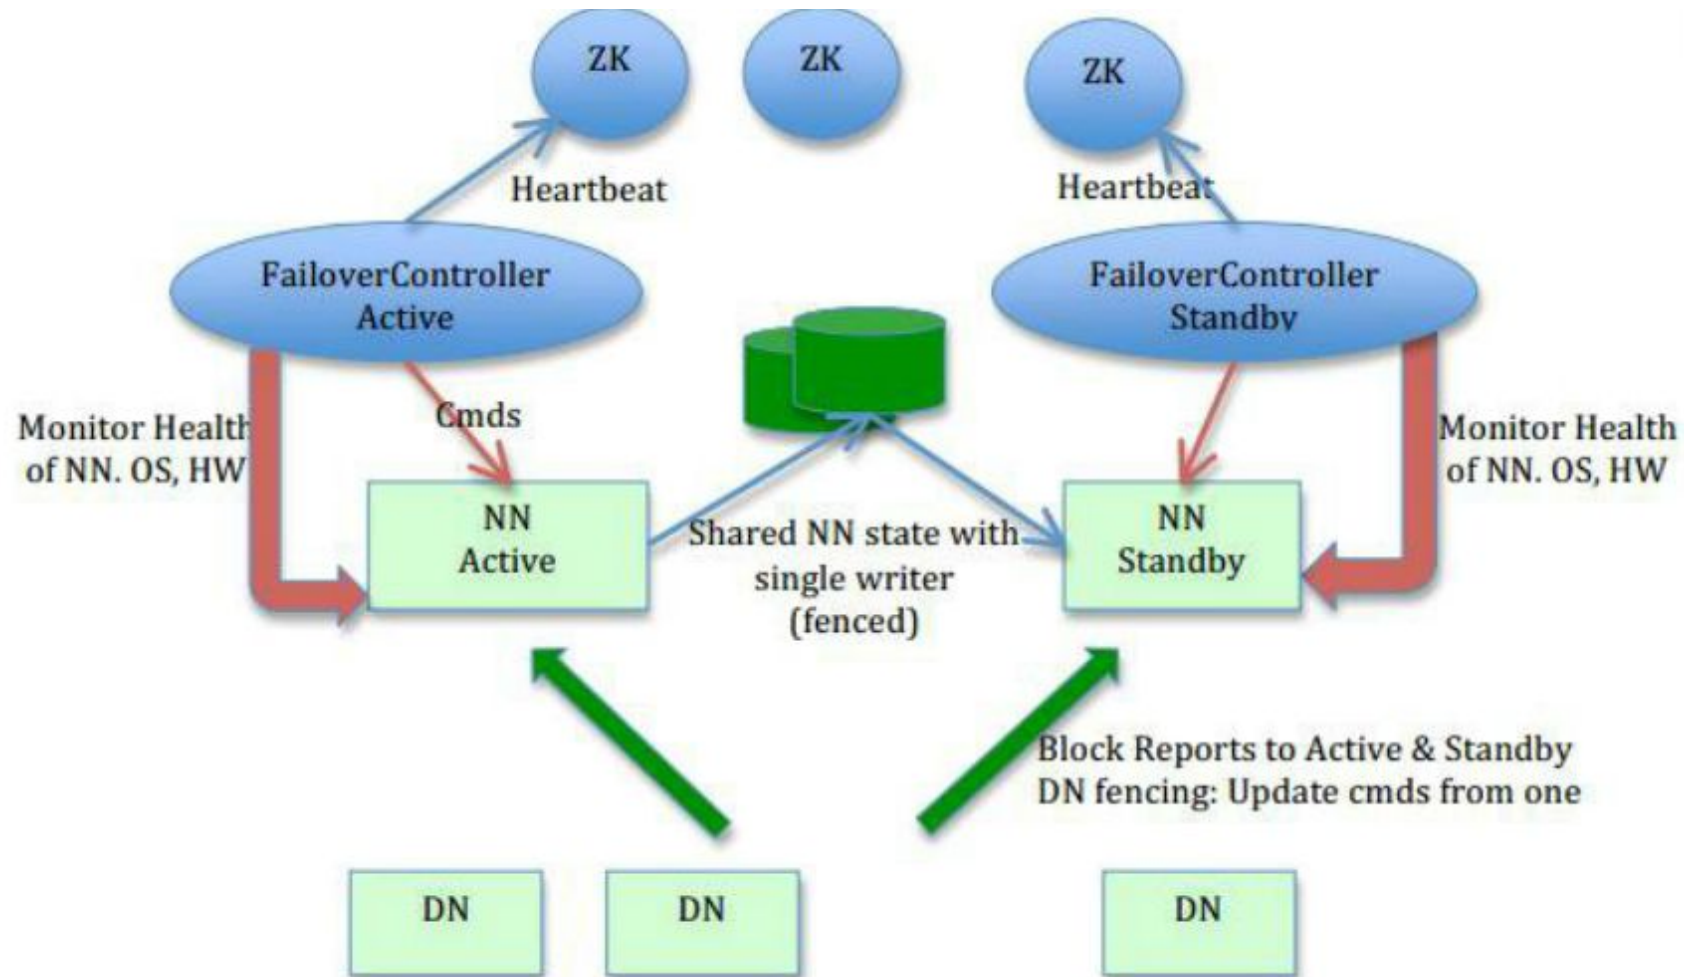 ZK
ZK
ZK
Heartbeat
Heartbeat
FailoverController
Active
FailoverController
Standby
Cmds
Monitor Health
of NN. OS, HW
Monitor Health
of NN. OS, HW
NN
Active
Shared NN state with
single writer
(fenced)
NN
Standby
Block Reports to Active & Standby
DN fencing: Update cmds from one
DN
DN
DN